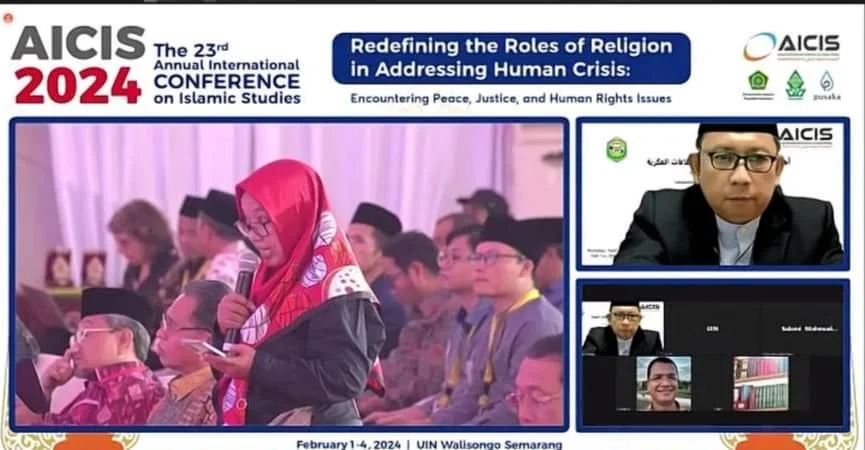 AICIS
2024
The 23rd
Annual International
CONFERENCE
on Islamic Studies
Redefining the Roles of Religion
in Addressing Human Crisis:
Encountering Peace, Justice, and Human Rights Issues
AICIS
pusaka
AICIS
UIN
February 1-4, 2024 | UIN Walisongo Semarang